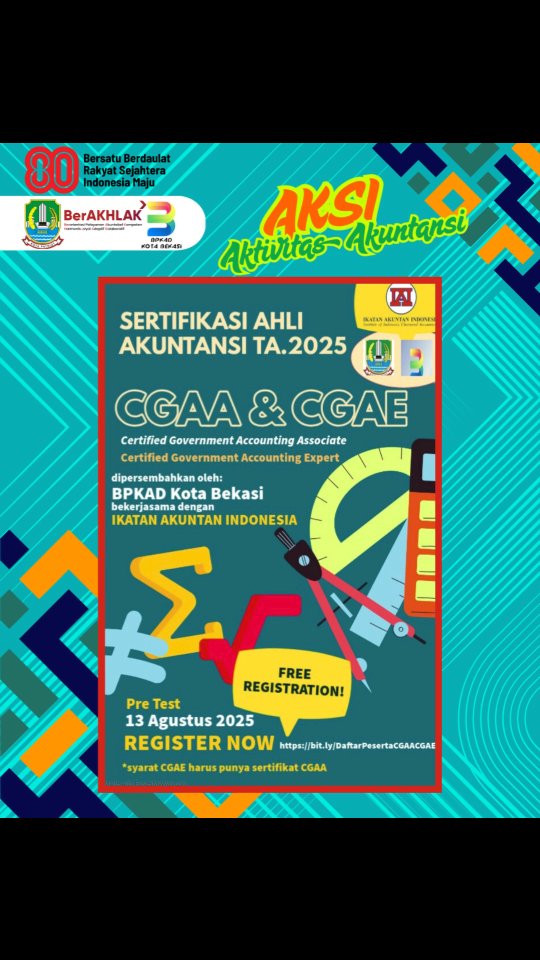 80
Bersatu Berdaulat
Rakyat Sejahtera
Indonesia Maju
BerAKHLAK
BPKAD
KOTA BEKASI
AKSI
Aktivitas Akuntansi
IAI
IKATAN AKUNTAN INDONESIA
SERTIFIKASI AHLI
AKUNTANSI TA.2025
CGAA & CGAE
Certified Government Accounting Associate
Certified Government Accounting Expert
dipersembahkan oleh:
BPKAD Kota Bekasi
bekerjasama dengan
IKATAN AKUNTAN INDONESIA
FREE
REGISTRATION!
Pre Test
13 Agustus 2025
REGISTER NOW https://bit.ly/DaftarPesertaCGAACGAE
*syarat CGAE harus punya sertifikat CGAA